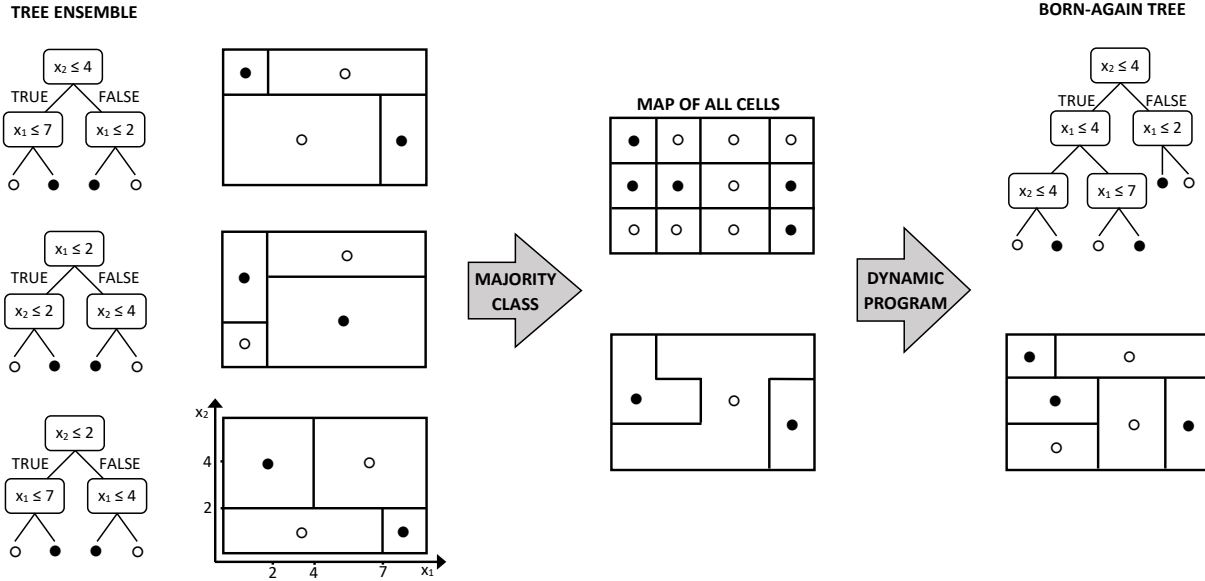 TREE ENSEMBLE
x₂ ≤ 4
TRUE FALSE
x₁ ≤ 7 x₁ ≤ 2
x₁ ≤ 2
TRUE FALSE
x₂ ≤ 2 x₂ ≤ 4
x₂ ≤ 2
TRUE FALSE
x₁ ≤ 7 x₁ ≤ 4
x₂
4
2
2 4 7 x₁
MAJORITY
CLASS
MAP OF ALL CELLS
DYNAMIC
PROGRAM
BORN-AGAIN TREE
x₂ ≤ 4
TRUE FALSE
x₁ ≤ 4 x₁ ≤ 2
x₂ ≤ 4 x₁ ≤ 7